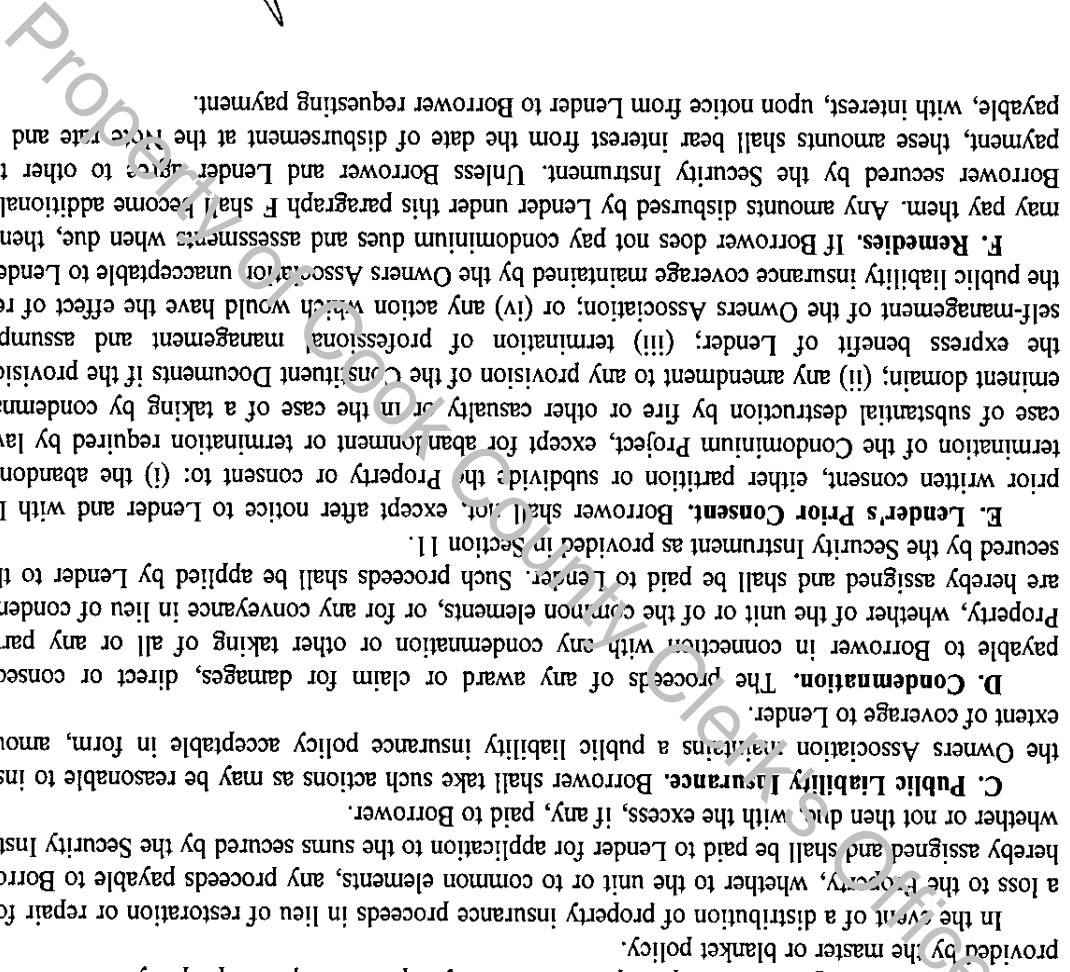 provided by the master or blanket policy.
In the event of a distribution of property insurance proceeds in lieu of restoration or repair fo
a loss to the Property, whether to the unit or to common elements, any proceeds payable to Borro
hereby assigned and shall be paid to Lender for application to the sums secured by the Security Inst
whether or not then due, with the excess, if any, paid to Borrower.
C. Public Liability Insurance. Borrower shall take such actions as may be reasonable to ins
the Owners Association maintains a public liability insurance policy acceptable in form, amou
extent of coverage to Lender.
D. Condemnation. The proceeds of any award or claim for damages, direct or consec
payable to Borrower in connection with any condemnation or other taking of all or any par
Property, whether of the unit or of the common elements, or for any conveyance in lieu of conden
are hereby assigned and shall be paid to Lender. Such proceeds shall be applied by Lender to th
secured by the Security Instrument as provided in Section 11.
E. Lender's Prior Consent. Borrower shall not, except after notice to Lender and with L
prior written consent, either partition or subdivide the Property or consent to: (i) the abandon
termination of the Condominium Project, except for abandonment or termination required by lav
case of substantial destruction by fire or other casualty or in the case of a taking by condemna
eminent domain; (ii) any amendment to any provision of the Constituent Documents if the provisio
the express benefit of Lender; (iii) termination of professional management and assump
self-management of the Owners Association; or (iv) any action which would have the effect of re
the public liability insurance coverage maintained by the Owners Association unacceptable to Lende
F. Remedies. If Borrower does not pay condominium dues and assessments when due, then
may pay them. Any amounts disbursed by Lender under this paragraph F shall become additional
Borrower secured by the Security Instrument. Unless Borrower and Lender agree to other t
payment, these amounts shall bear interest from the date of disbursement at the Note rate and
payable, with interest, upon notice from Lender to Borrower requesting payment.
Property of Cook County Clerk's Office